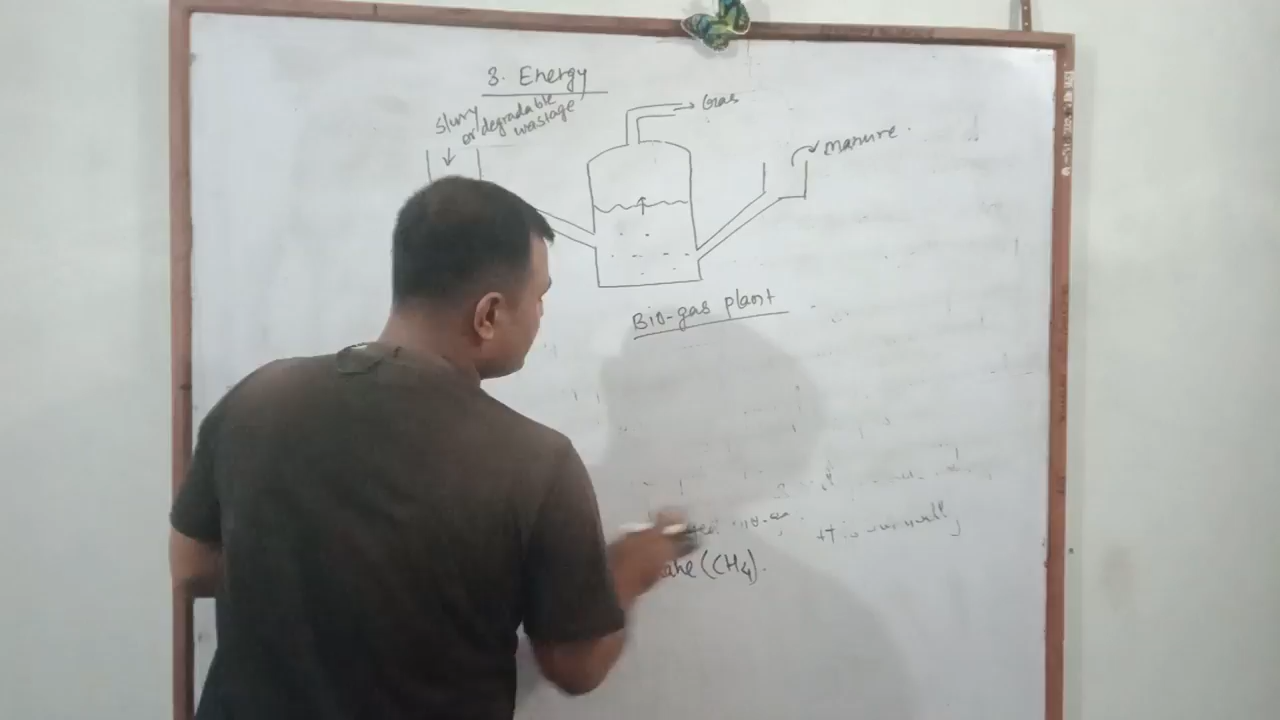 3. Energy
Slurry
or degradable
wastage
Gas
manure.
Bio-gas plant
(CH4).